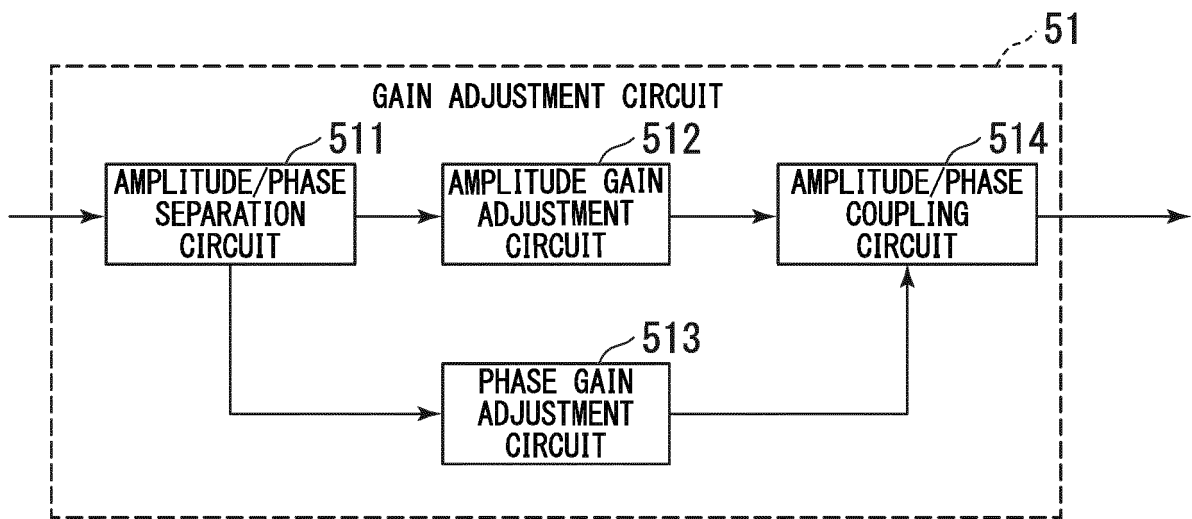 51
GAIN ADJUSTMENT CIRCUIT
511
AMPLITUDE/PHASE
SEPARATION
CIRCUIT
512
AMPLITUDE GAIN
ADJUSTMENT
CIRCUIT
514
AMPLITUDE/PHASE
COUPLING
CIRCUIT
513
PHASE GAIN
ADJUSTMENT
CIRCUIT